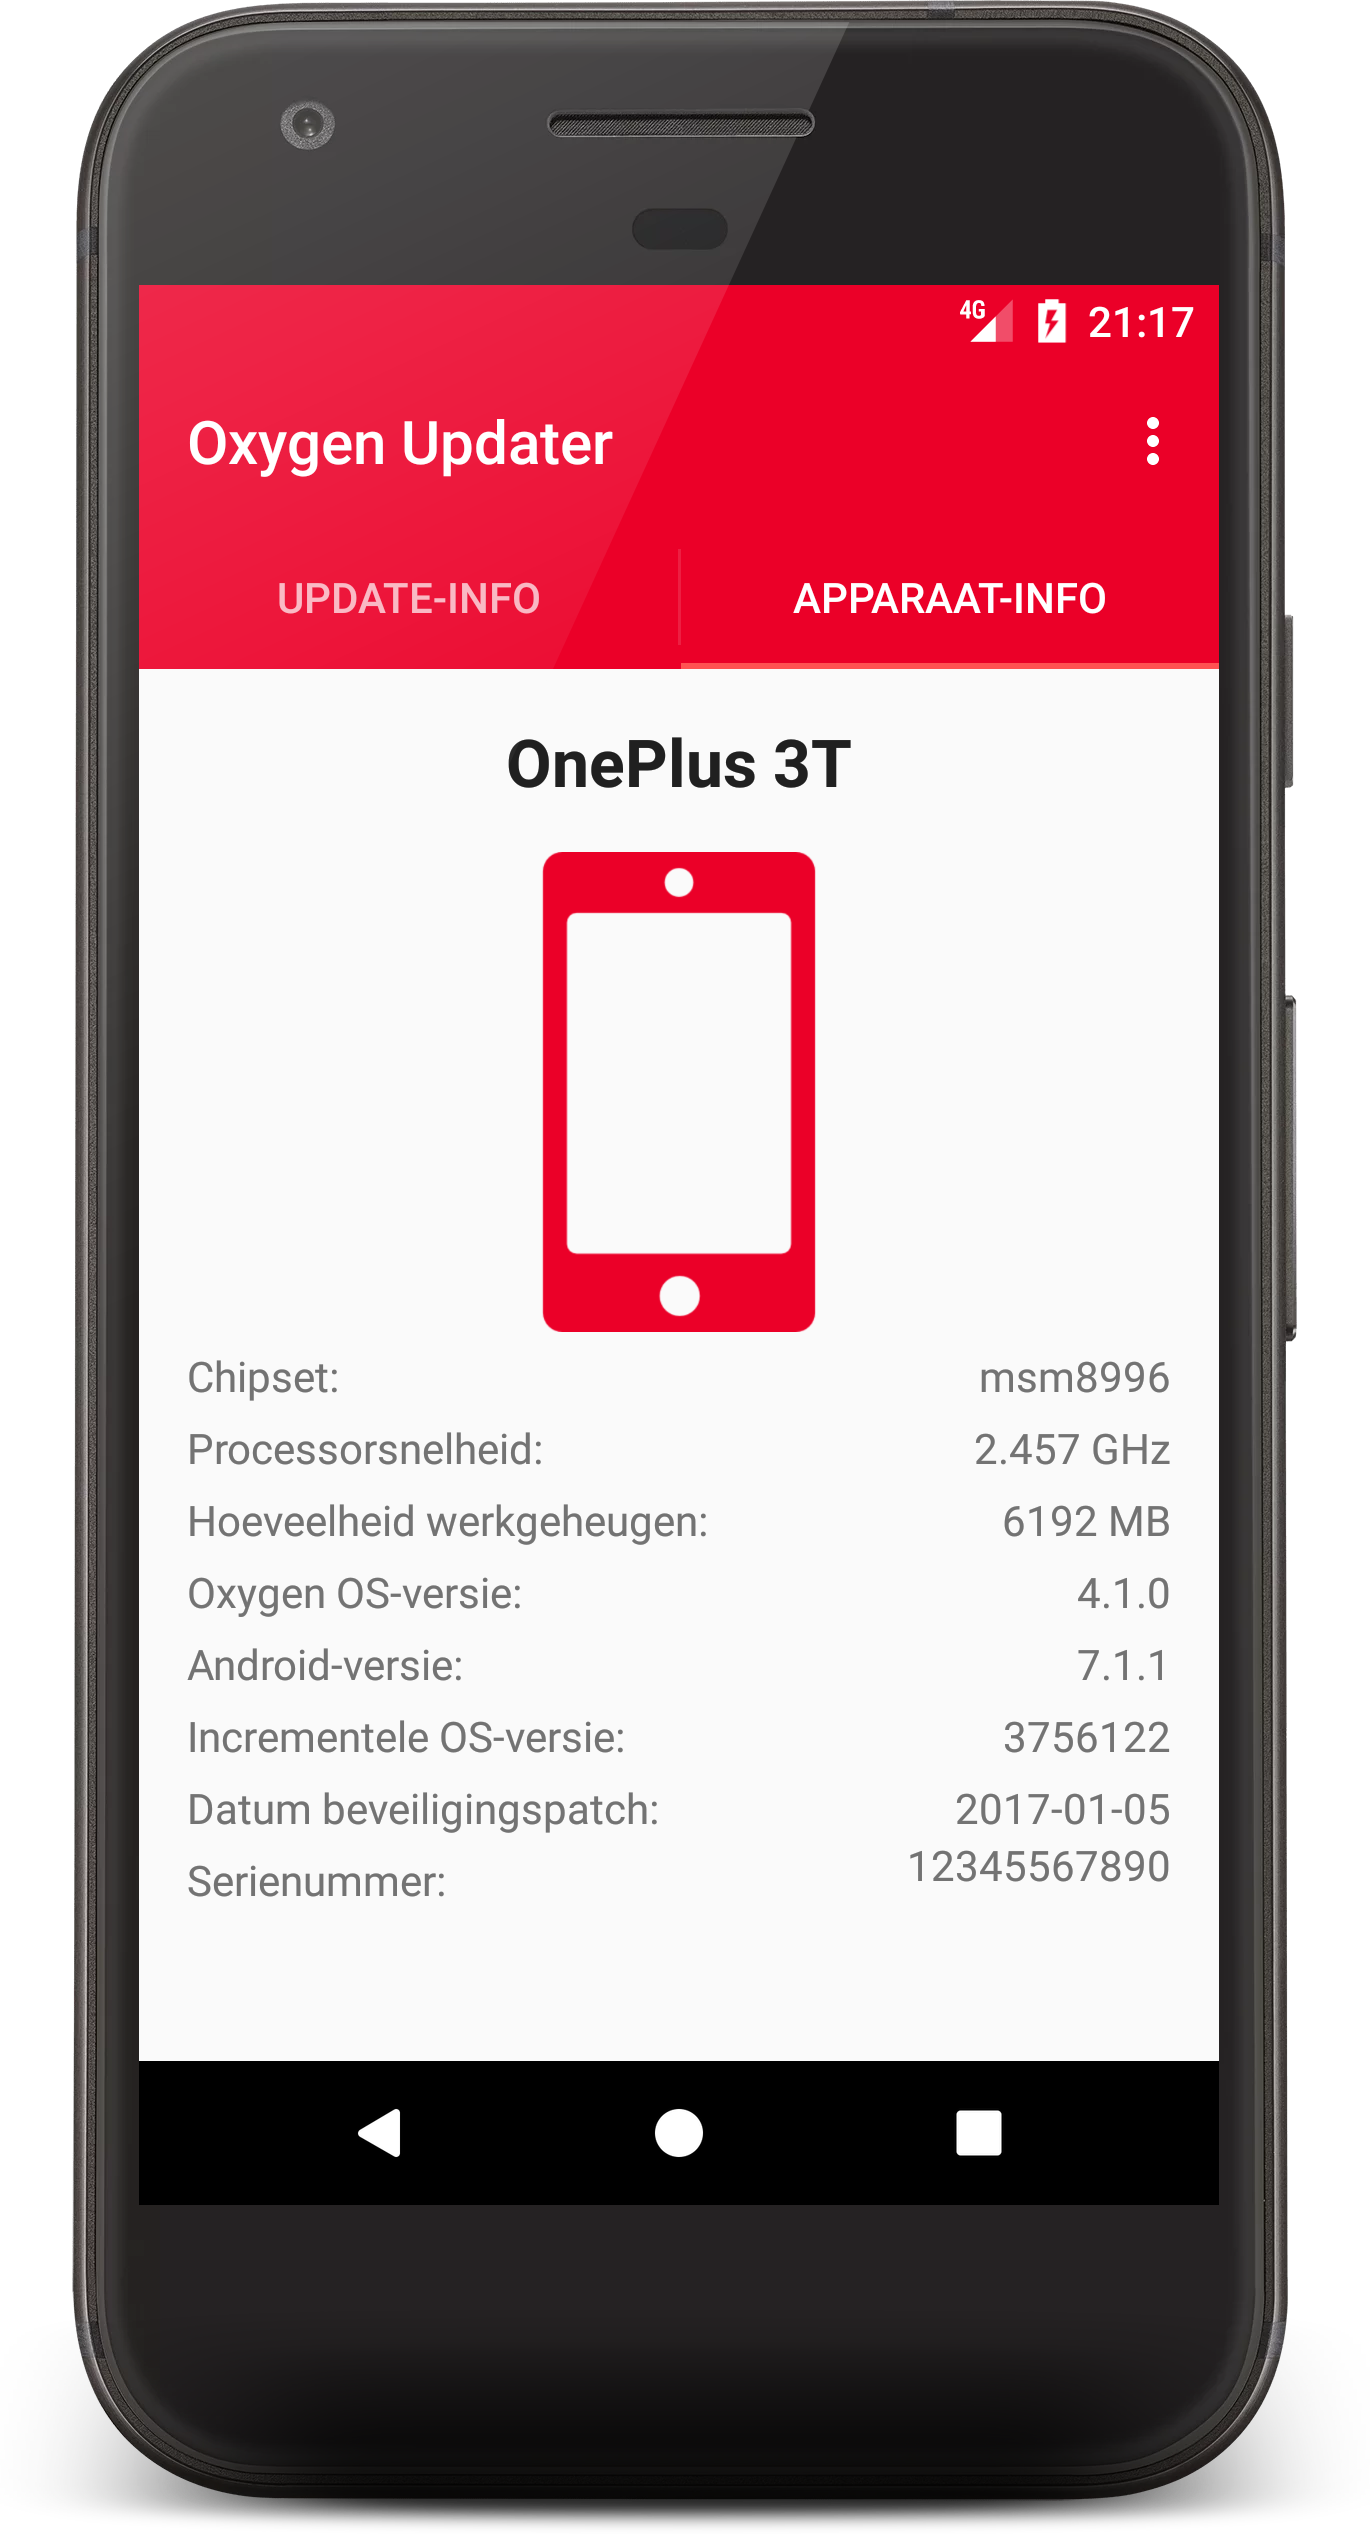 4G 21:17
Oxygen Updater
UPDATE-INFO APPARAAT-INFO
OnePlus 3T
Chipset: msm8996
Processorsnelheid: 2.457 GHz
Hoeveelheid werkgeheugen: 6192 MB
Oxygen OS-versie: 4.1.0
Android-versie: 7.1.1
Incrementele OS-versie: 3756122
Datum beveiligingspatch: 2017-01-05
Serienummer: 12345567890